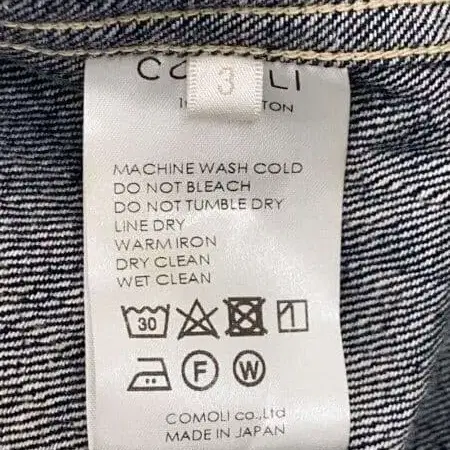 COMOLI
3
MACHINE WASH COLD
DO NOT BLEACH
DO NOT TUMBLE DRY
LINE DRY
WARM IRON
DRY CLEAN
WET CLEAN
30
F
W
COMOLI co.,Ltd
MADE IN JAPAN